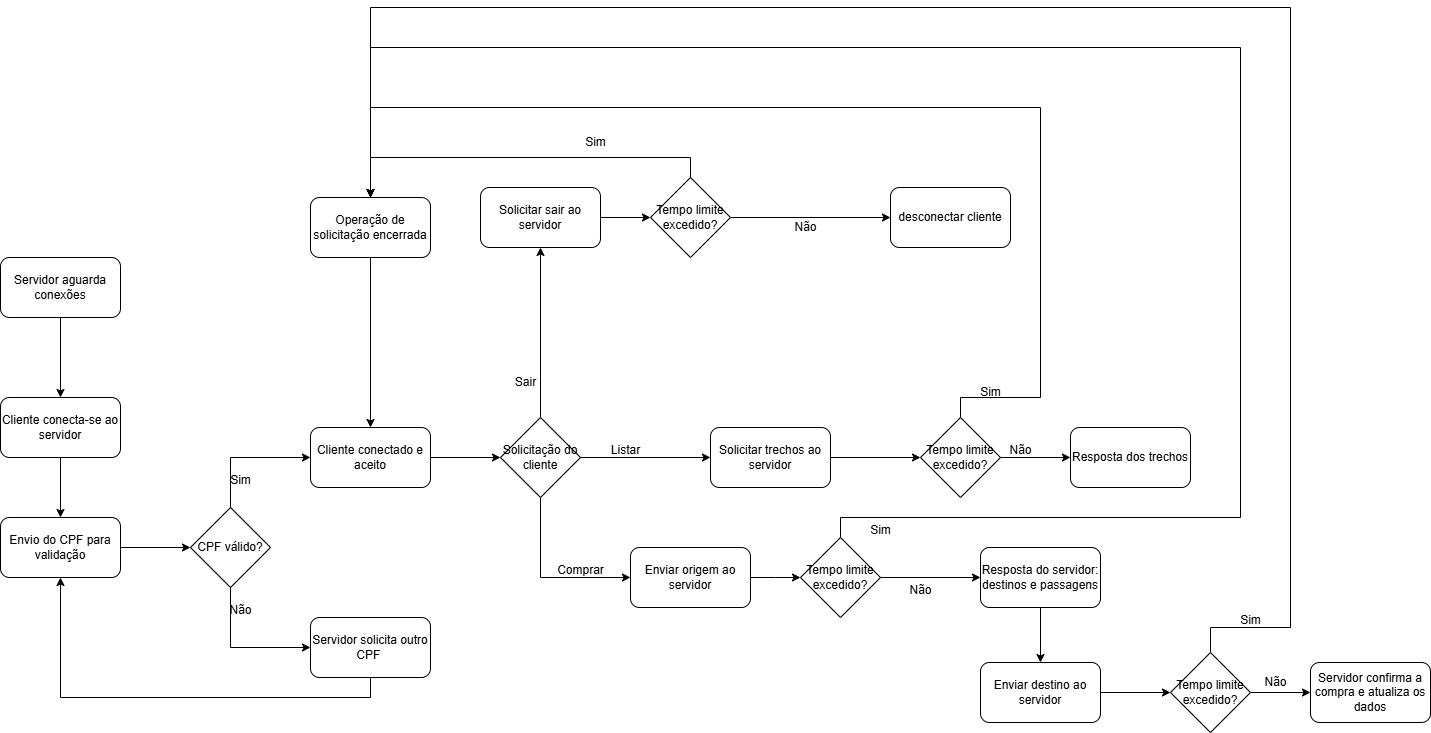 Sim
Operação de
solicitação encerrada
Solicitar sair ao
servidor
Tempo limite
excedido?
Não
desconectar cliente
Servidor aguarda
conexões
Sair
Cliente conecta-se ao
servidor
Cliente conectado e
aceito
Solicitação do
cliente
Listar
Solicitar trechos ao
servidor
Sim
Tempo limite
excedido?
Não
Resposta dos trechos
Sim
Envio do CPF para
validação
CPF válido?
Não
Servidor solicita outro
CPF
Comprar
Enviar origem ao
servidor
Sim
Tempo limite
excedido?
Não
Resposta do servidor:
destinos e passagens
Enviar destino ao
servidor
Sim
Tempo limite
excedido?
Não
Servidor confirma a
compra e atualiza os
dados